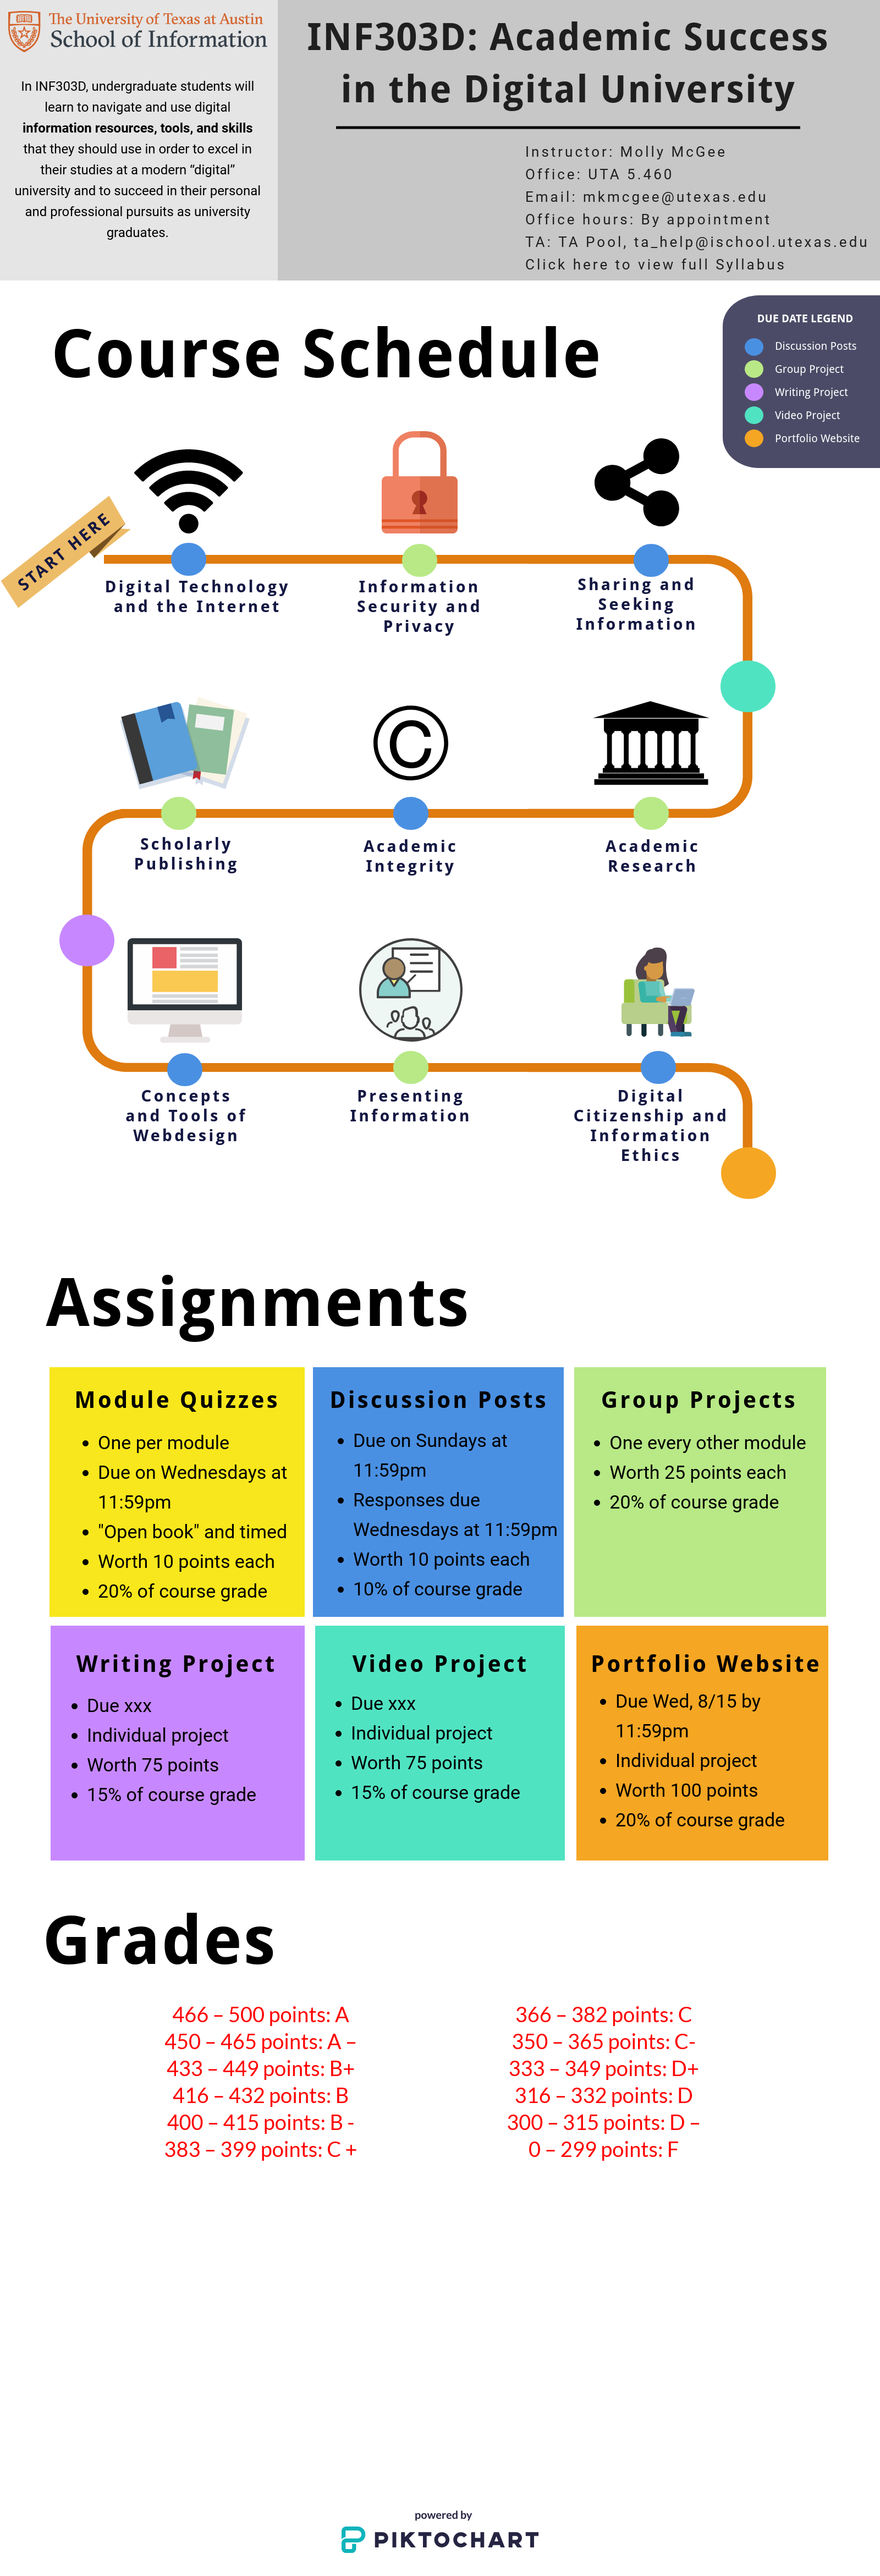 The University of Texas at Austin
School of Information
In INF303D, undergraduate students will
learn to navigate and use digital
information resources, tools, and skills
that they should use in order to excel in
their studies at a modern “digital”
university and to succeed in their personal
and professional pursuits as university
graduates.
INF303D: Academic Success
in the Digital University
Instructor: Molly McGee
Office: UTA 5.460
Email: mkmcgee@utexas.edu
Office hours: By appointment
TA: TA Pool, ta_help@ischool.utexas.edu
Click here to view full Syllabus
Course Schedule
DUE DATE LEGEND
Discussion Posts
Group Project
Writing Project
Video Project
Portfolio Website
START HERE
Digital Technology
and the Internet
Information
Security and
Privacy
Sharing and
Seeking
Information
©
Scholarly
Publishing
Academic
Integrity
Academic
Research
Concepts
and Tools of
Webdesign
Presenting
Information
Digital
Citizenship and
Information
Ethics
Assignments
Module Quizzes
• One per module
• Due on Wednesdays at
11:59pm
• "Open book" and timed
• Worth 10 points each
• 20% of course grade
Discussion Posts
• Due on Sundays at
11:59pm
• Responses due
Wednesdays at 11:59pm
• Worth 10 points each
• 10% of course grade
Group Projects
• One every other module
• Worth 25 points each
• 20% of course grade
Writing Project
• Due xxx
• Individual project
• Worth 75 points
• 15% of course grade
Video Project
• Due xxx
• Individual project
• Worth 75 points
• 15% of course grade
Portfolio Website
• Due Wed, 8/15 by
11:59pm
• Individual project
• Worth 100 points
• 20% of course grade
Grades
466 – 500 points: A
450 – 465 points: A –
433 – 449 points: B+
416 – 432 points: B
400 – 415 points: B -
383 – 399 points: C +
366 – 382 points: C
350 – 365 points: C-
333 – 349 points: D+
316 – 332 points: D
300 – 315 points: D –
0 – 299 points: F
powered by
PIKTOCHART